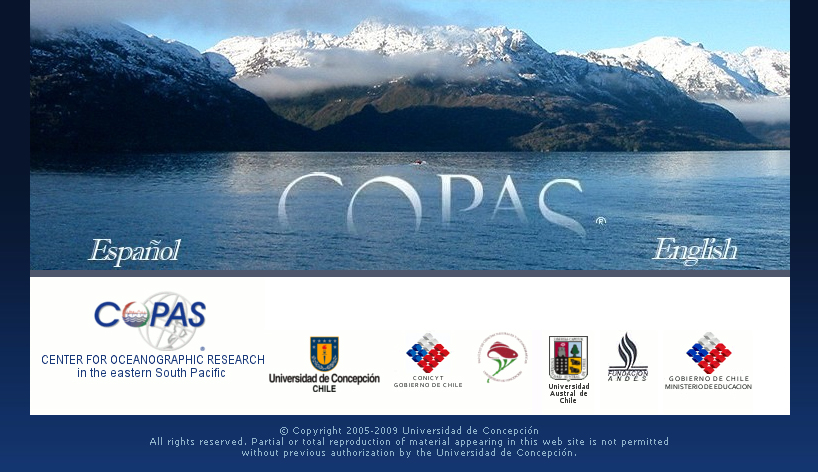 COPAS®
Español
English
COPAS
CENTER FOR OCEANOGRAPHIC RESEARCH
in the eastern South Pacific
Universidad de Concepción
CHILE
CONICYT
GOBIERNO DE CHILE
Universidad
Austral de
Chile
FUNDACION
ANDES
GOBIERNO DE CHILE
MINISTERIO DE EDUCACION
© Copyright 2005-2009 Universidad de Concepción
All rights reserved. Partial or total reproduction of material appearing in this web site is not permitted
without previous authorization by the Universidad de Concepción.